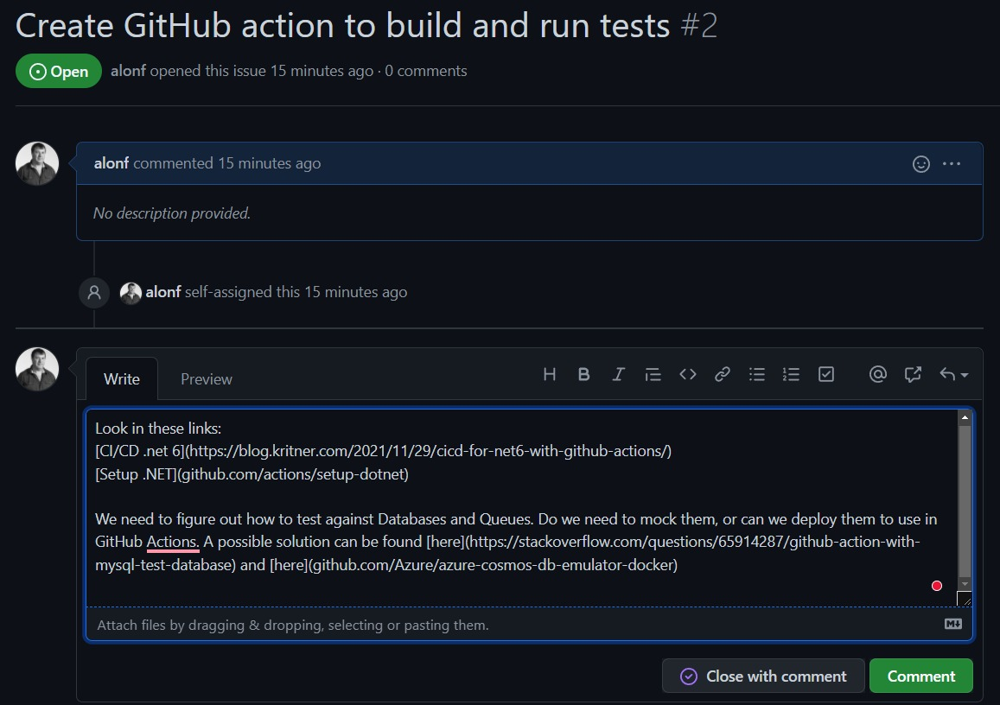 Create GitHub action to build and run tests #2
Open alonf opened this issue 15 minutes ago · 0 comments
alonf commented 15 minutes ago
No description provided.
alonf self-assigned this 15 minutes ago
Write Preview
Look in these links:
[CI/CD .net 6](https://blog.kritner.com/2021/11/29/cicd-for-net6-with-github-actions/)
[Setup .NET](github.com/actions/setup-dotnet)
We need to figure out how to test against Databases and Queues. Do we need to mock them, or can we deploy them to use in
GitHub Actions. A possible solution can be found [here](https://stackoverflow.com/questions/65914287/github-action-with-
mysql-test-database) and [here](github.com/Azure/azure-cosmos-db-emulator-docker)
Attach files by dragging & dropping, selecting or pasting them.
Close with comment Comment